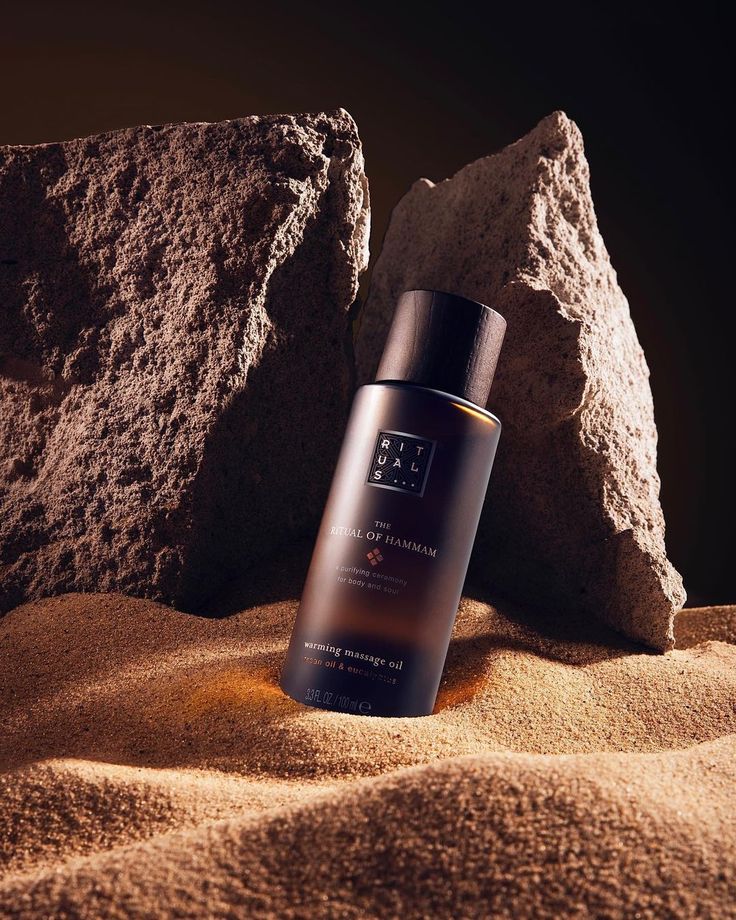 RIT
UAL
S...
THE
RITUAL OF HAMMAM
a purifying ceremony
for body and soul
warming massage oil
argan oil & eucalyptus
3.3 FL. OZ. / 100 ml ℮